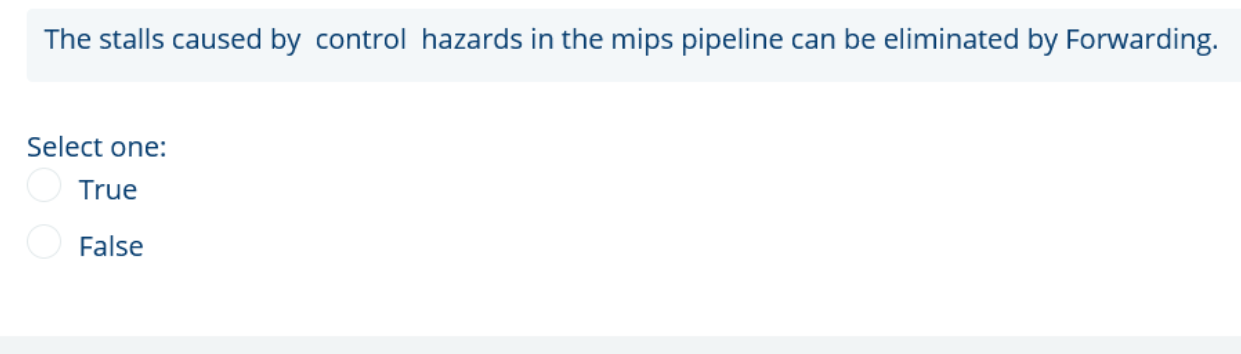 The stalls caused by control hazards in the mips pipeline can be eliminated by Forwarding.
Select one:
True
False